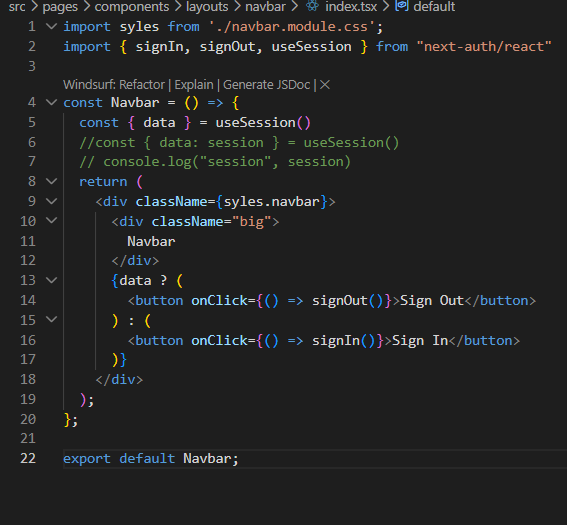 src > pages > components > layouts > navbar > index.tsx > default
1 import syles from './navbar.module.css';
2 import { signIn, signOut, useSession } from "next-auth/react"
3
Windsurf: Refactor | Explain | Generate JSDoc | ×
4 const Navbar = () => {
5   const { data } = useSession()
6   //const { data: session } = useSession()
7   // console.log("session", session)
8   return (
9     <div className={syles.navbar}>
10       <div className="big">
11         Navbar
12       </div>
13       {data ? (
14         <button onClick={() => signOut()}>Sign Out</button>
15       ) : (
16         <button onClick={() => signIn()}>Sign In</button>
17       )}
18     </div>
19   );
20 };
21
22 export default Navbar;